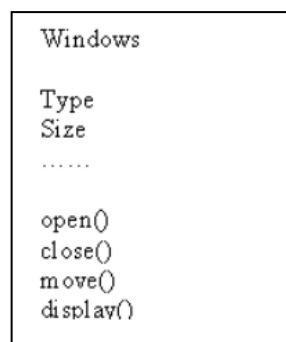 Windows
Type
Size
......
open()
close()
move()
display()